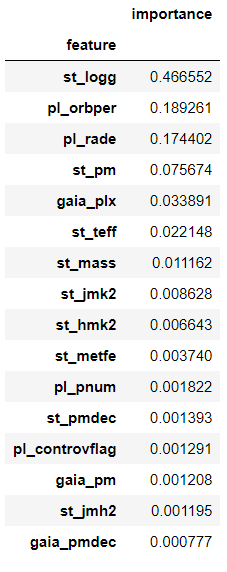 importance
feature
st_logg 0.466552
pl_orbper 0.189261
pl_rade 0.174402
st_pm 0.075674
gaia_plx 0.033891
st_teff 0.022148
st_mass 0.011162
st_jmk2 0.008628
st_hmk2 0.006643
st_metfe 0.003740
pl_pnum 0.001822
st_pmdec 0.001393
pl_controvflag 0.001291
gaia_pm 0.001208
st_jmh2 0.001195
gaia_pmdec 0.000777